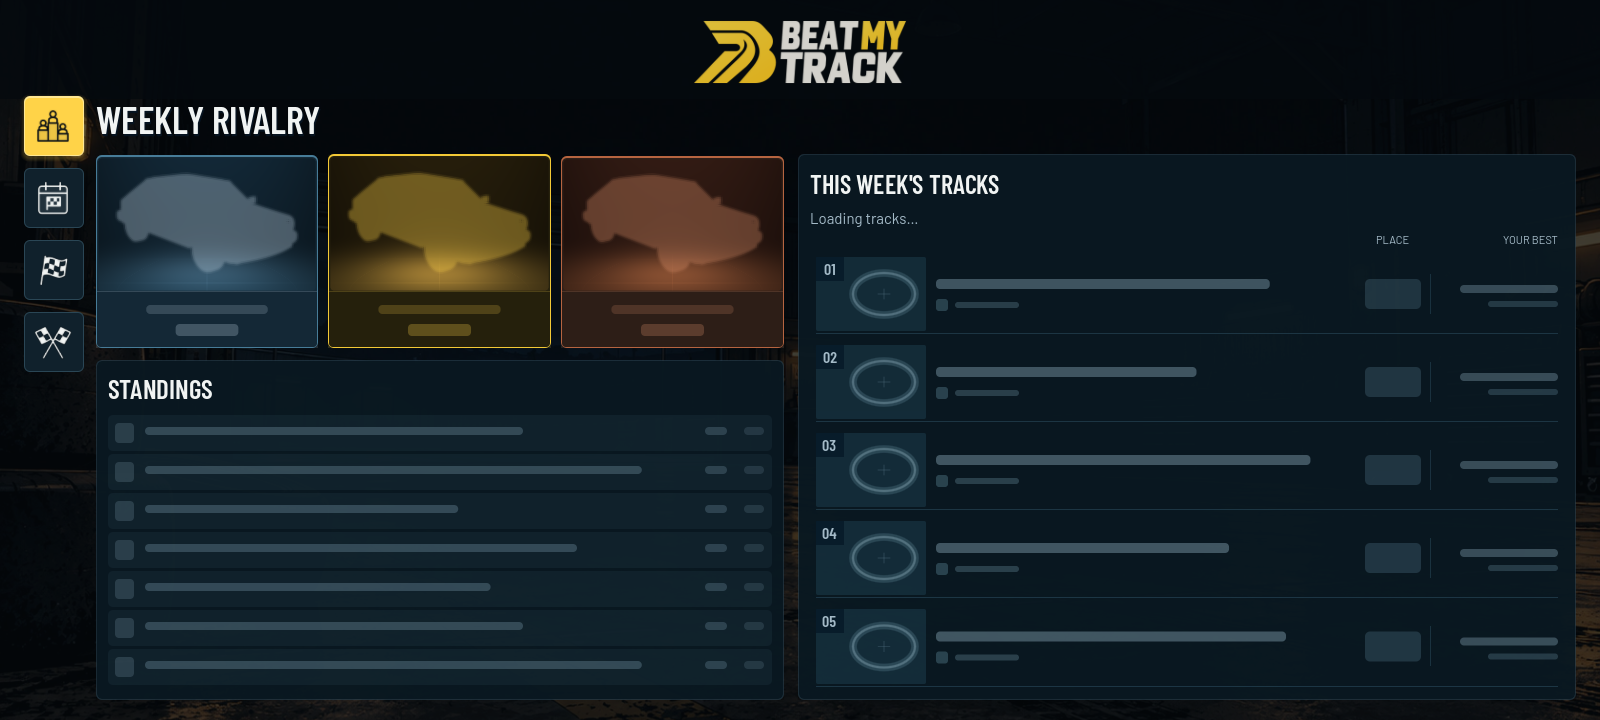 BEAT MY
TRACK
WEEKLY RIVALRY
THIS WEEK'S TRACKS
Loading tracks...
PLACE
YOUR BEST
01
02
03
04
05
STANDINGS